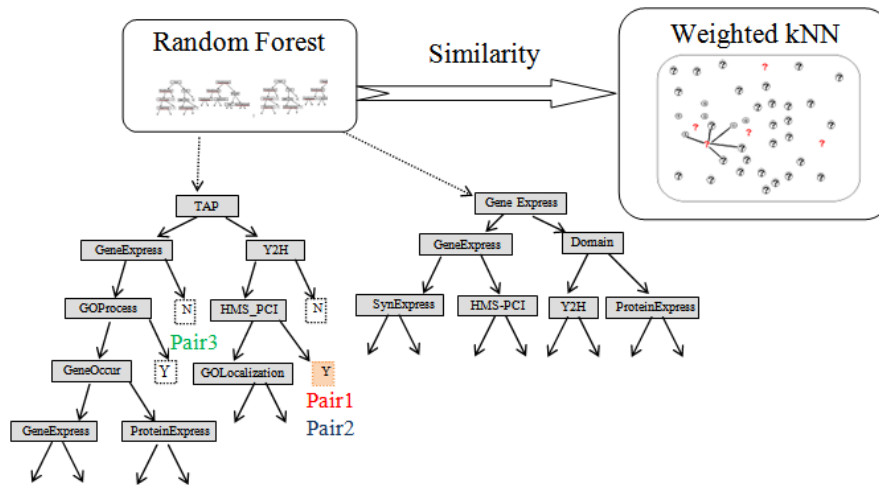 Random Forest
Similarity
Weighted kNN
?
TAP
Gene Express
GeneExpress
Y2H
GeneExpress
Domain
GOProcess
N
HMS_PCI
N
SynExpress
HMS-PCI
Y2H
ProteinExpress
Pair3
GeneOccur
Y
GOLocalization
Y
Pair1
Pair2
GeneExpress
ProteinExpress